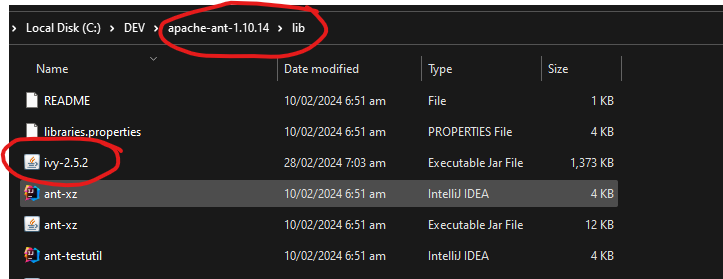 Local Disk (C:) > DEV > apache-ant-1.10.14 > lib
Name Date modified Type Size
README 10/02/2024 6:51 am File 1 KB
libraries.properties 10/02/2024 6:51 am PROPERTIES File 4 KB
ivy-2.5.2 28/02/2024 7:03 am Executable Jar File 1,373 KB
ant-xz 10/02/2024 6:51 am IntelliJ IDEA 4 KB
ant-xz 10/02/2024 6:51 am Executable Jar File 12 KB
ant-testutil 10/02/2024 6:51 am IntelliJ IDEA 4 KB